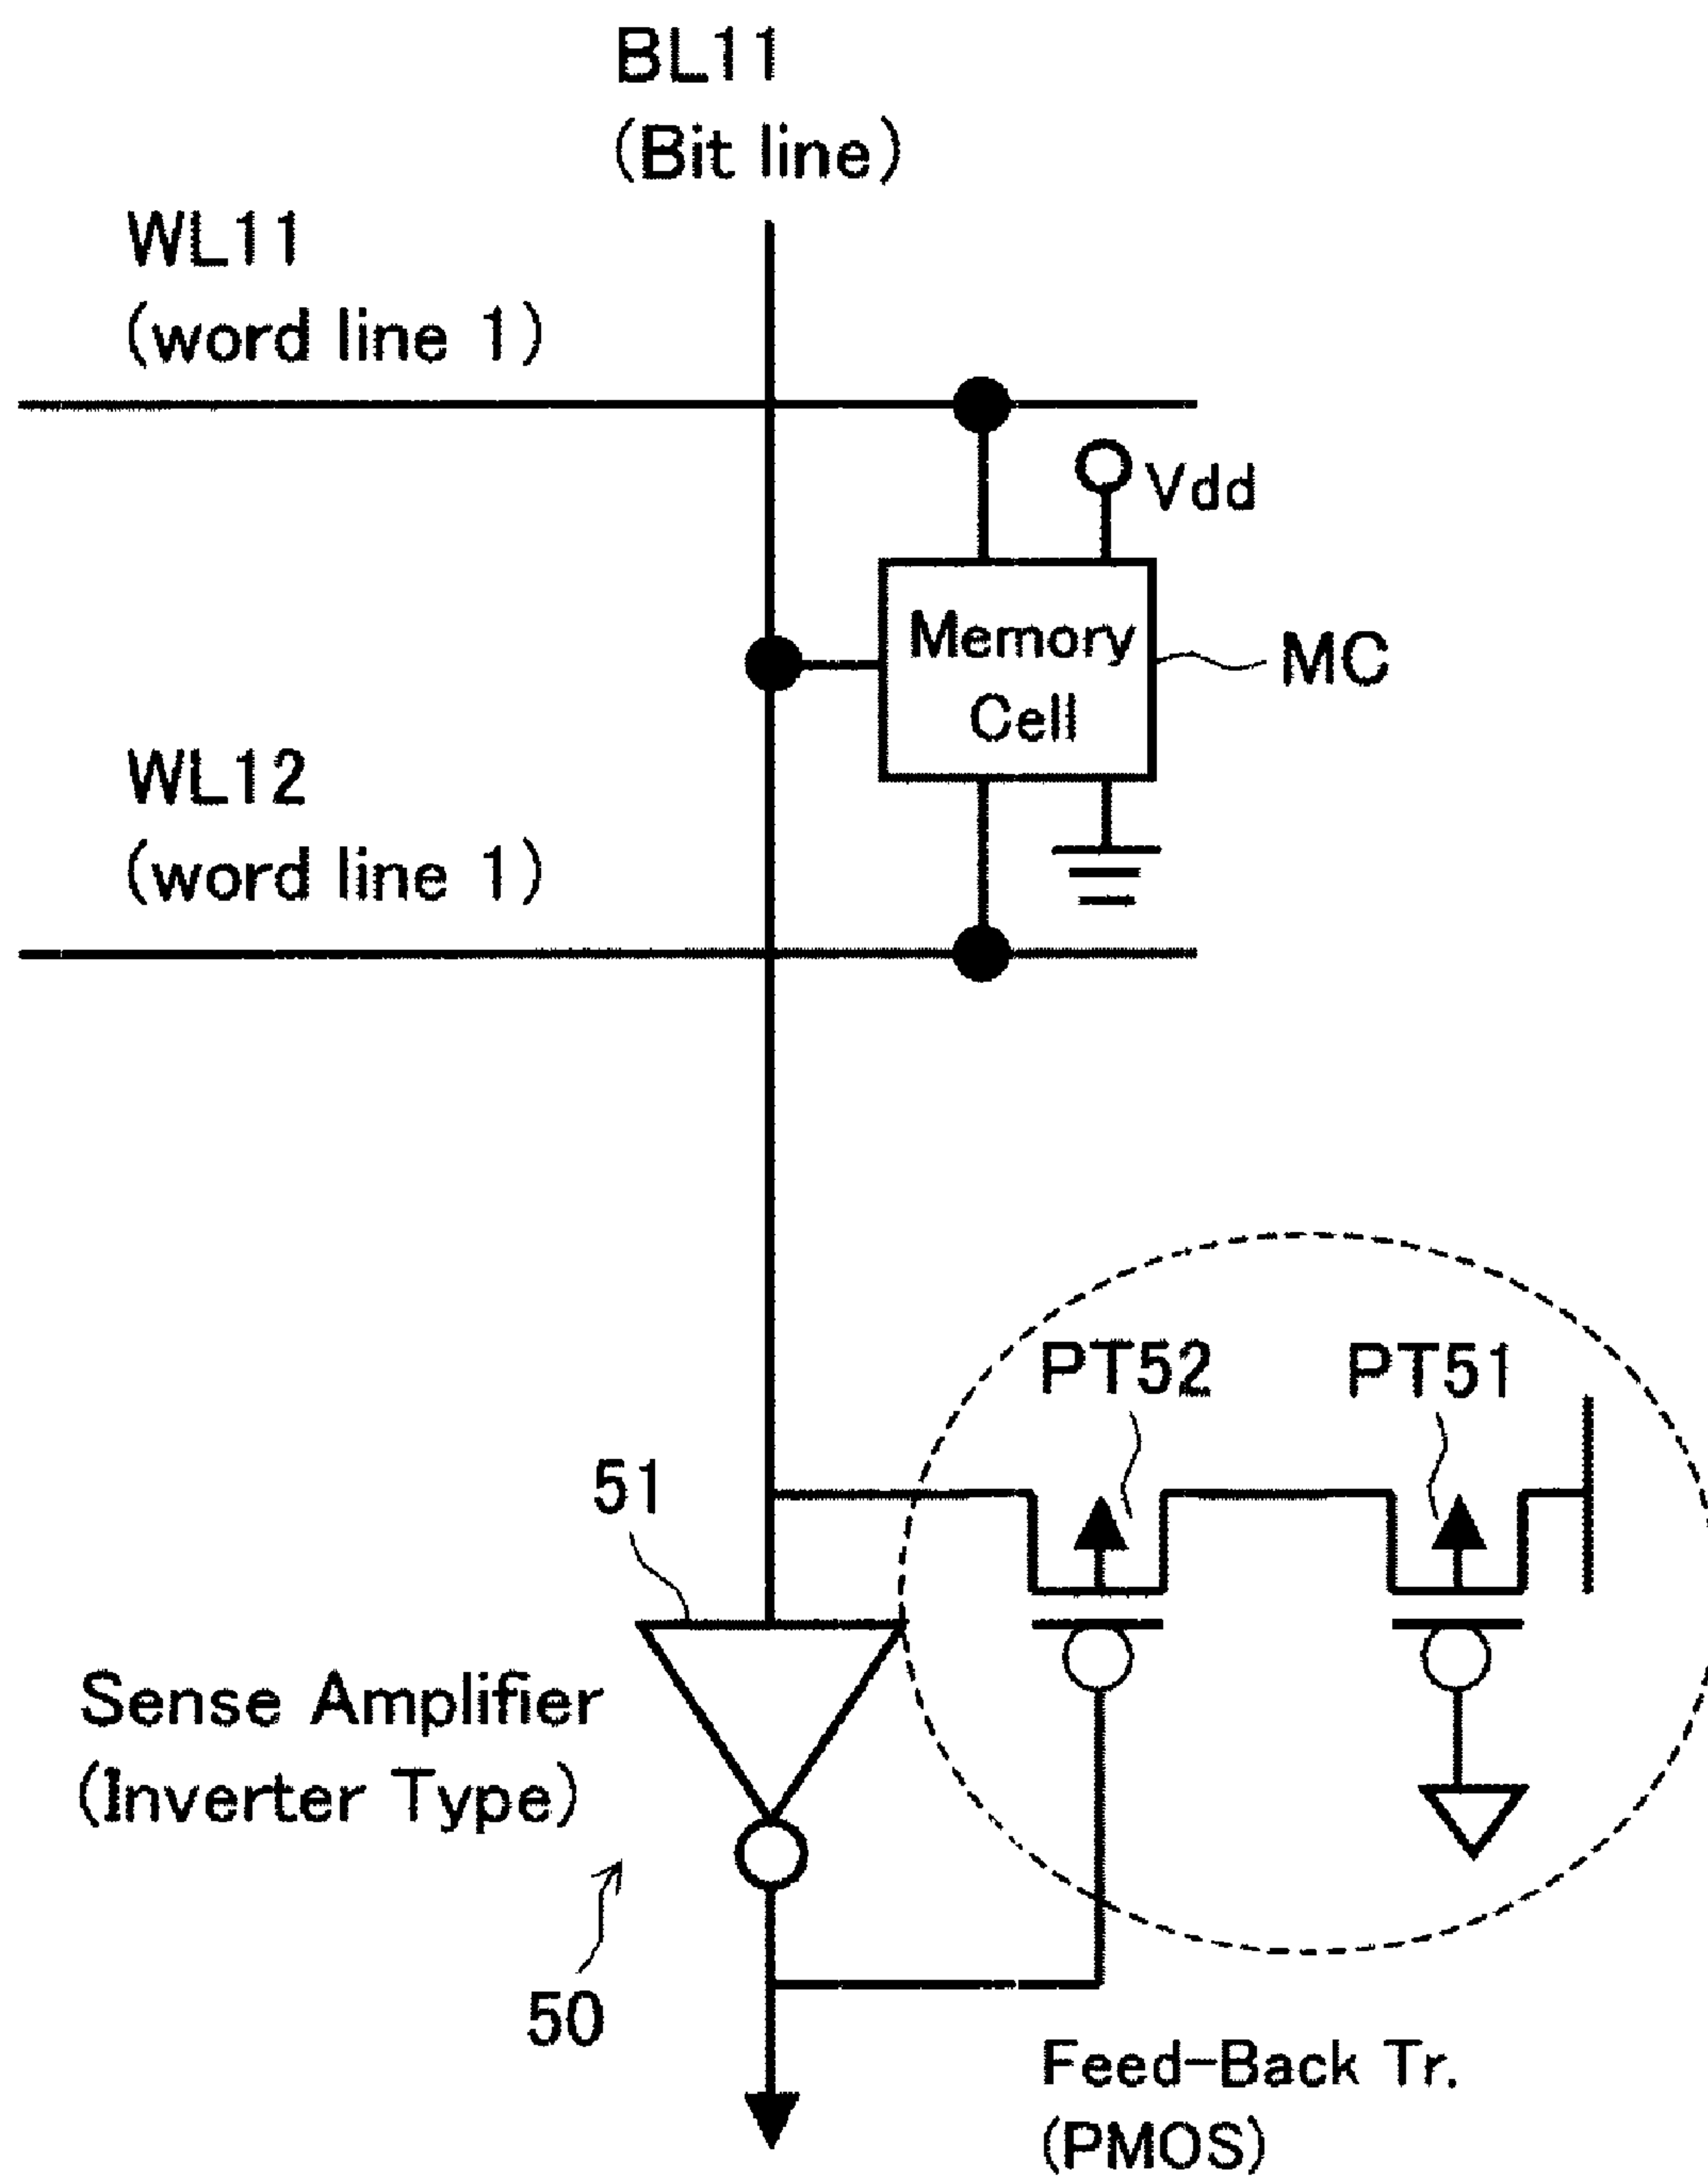 BL11
(Bit line)
WL11
(word line 1)
Vdd
Memory
Cell
MC
WL12
(word line 1)
PT52
PT51
51
Sense Amplifier
(Inverter Type)
50
Feed-Back Tr.
(PMOS)